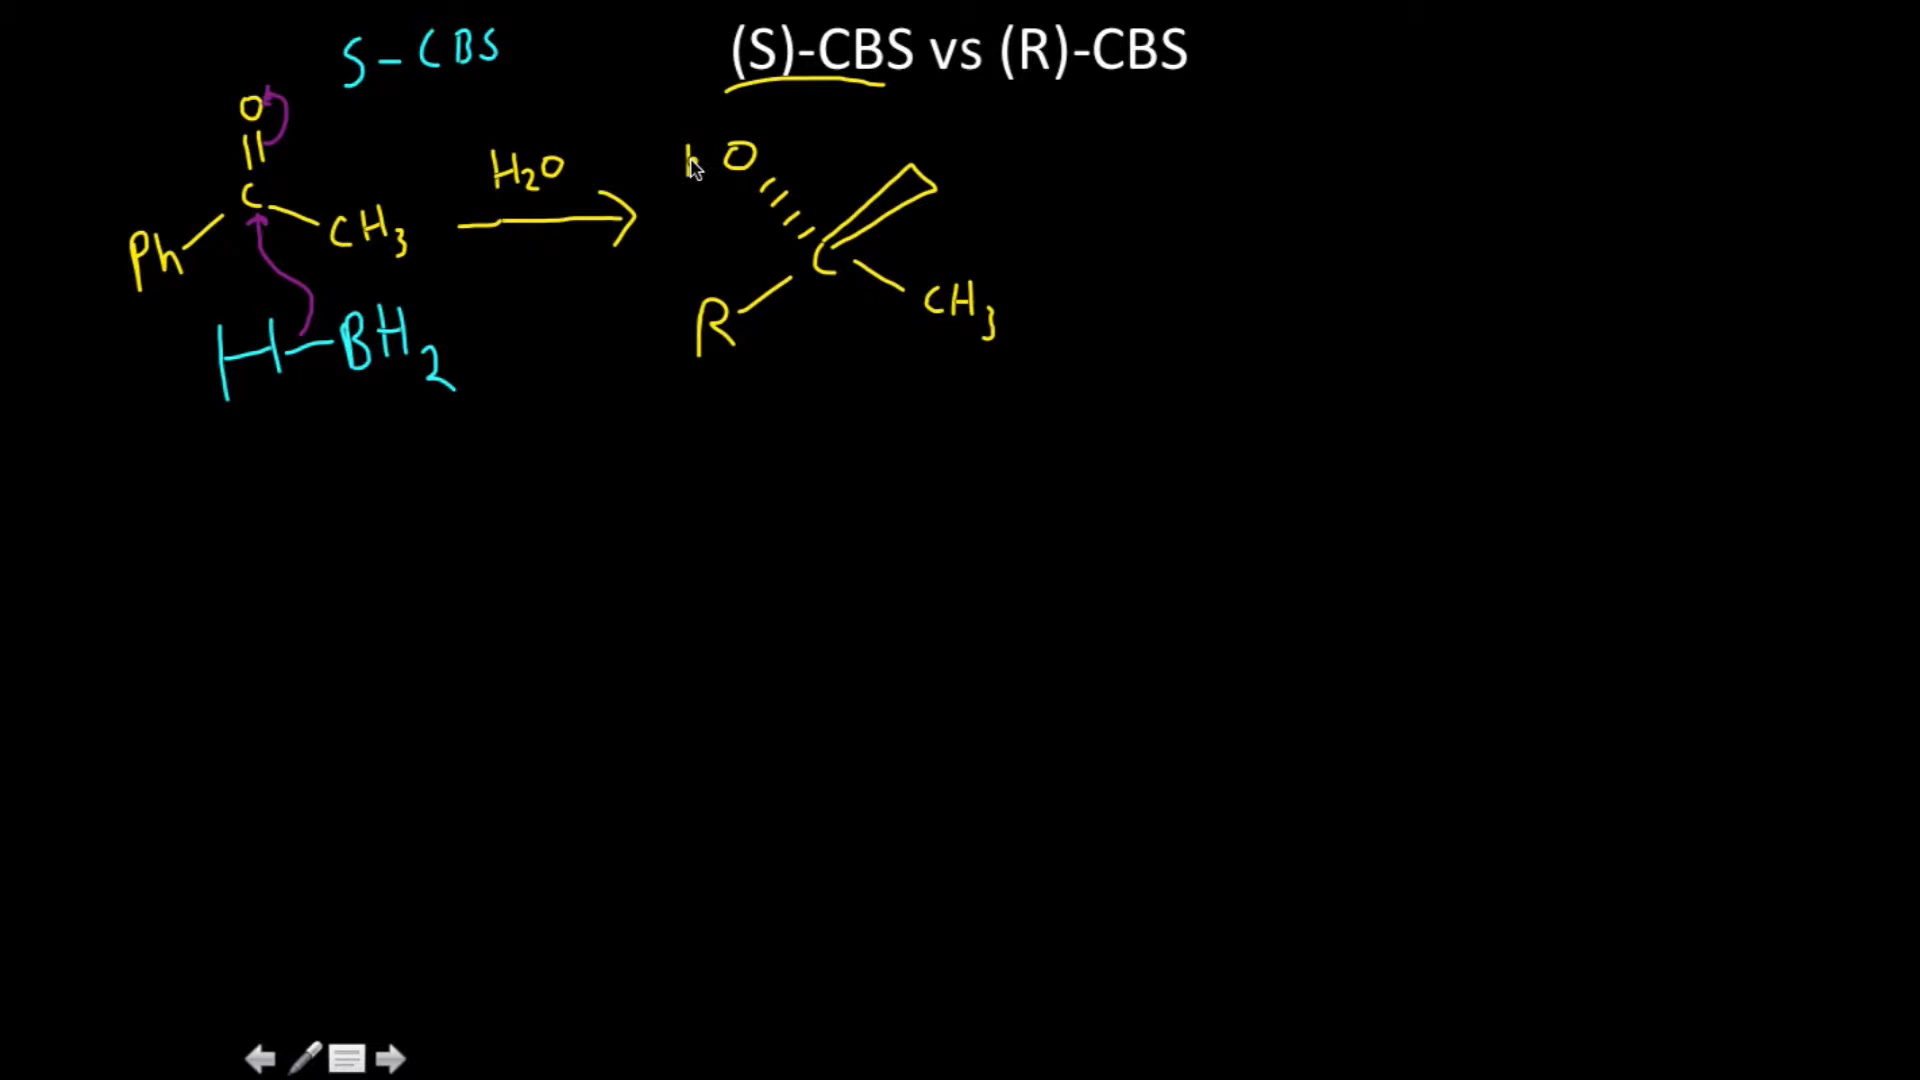 (S)-CBS vs (R)-CBS
S-CBS
O
C
Ph
CH3
H-BH2
H2O
O
C
R
CH3